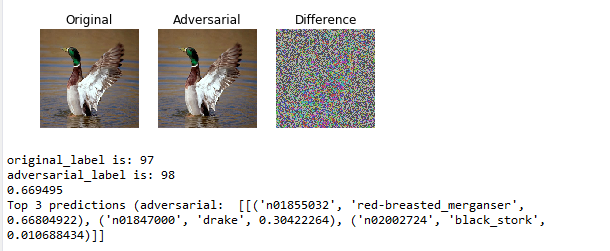 Original Adversarial Difference
original_label is: 97
adversarial_label is: 98
0.669495
Top 3 predictions (adversarial:  [[('n01855032', 'red-breasted_merganser',
0.66804922), ('n01847000', 'drake', 0.30422264), ('n02002724', 'black_stork',
0.010688434)]]